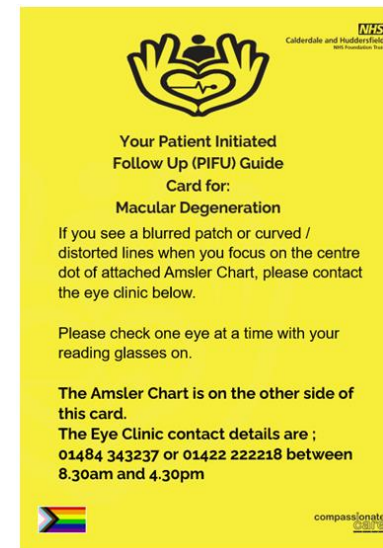 NHS
Calderdale and Huddersfield
NHS Foundation Trust
Your Patient Initiated
Follow Up (PIFU) Guide
Card for:
Macular Degeneration
If you see a blurred patch or curved /
distorted lines when you focus on the centre
dot of attached Amsler Chart, please contact
the eye clinic below.
Please check one eye at a time with your
reading glasses on.
The Amsler Chart is on the other side of
this card.
The Eye Clinic contact details are ;
01484 343237 or 01422 222218 between
8.30am and 4.30pm
compassionate
care